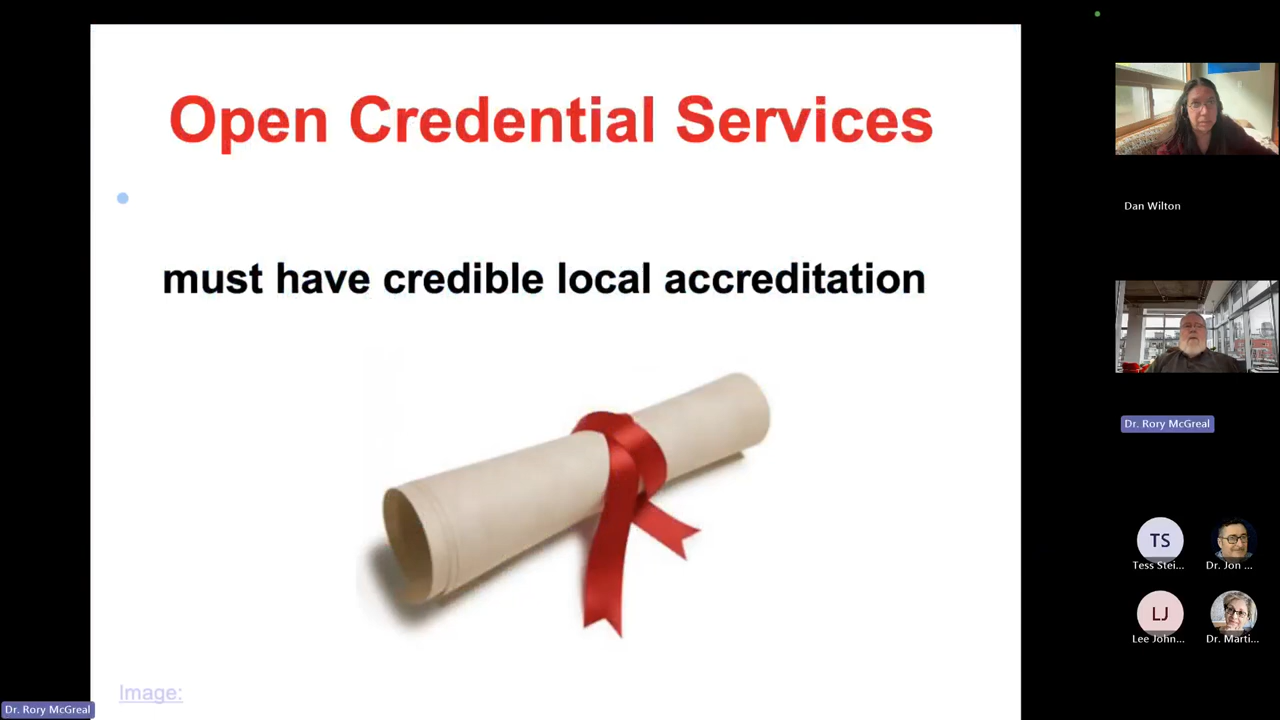 Open Credential Services
must have credible local accreditation
Image:
Dr. Rory McGreal
Dan Wilton
Dr. Rory McGreal
TS
Tess Stei...
Dr. Jon ...
LJ
Lee John...
Dr. Marti...